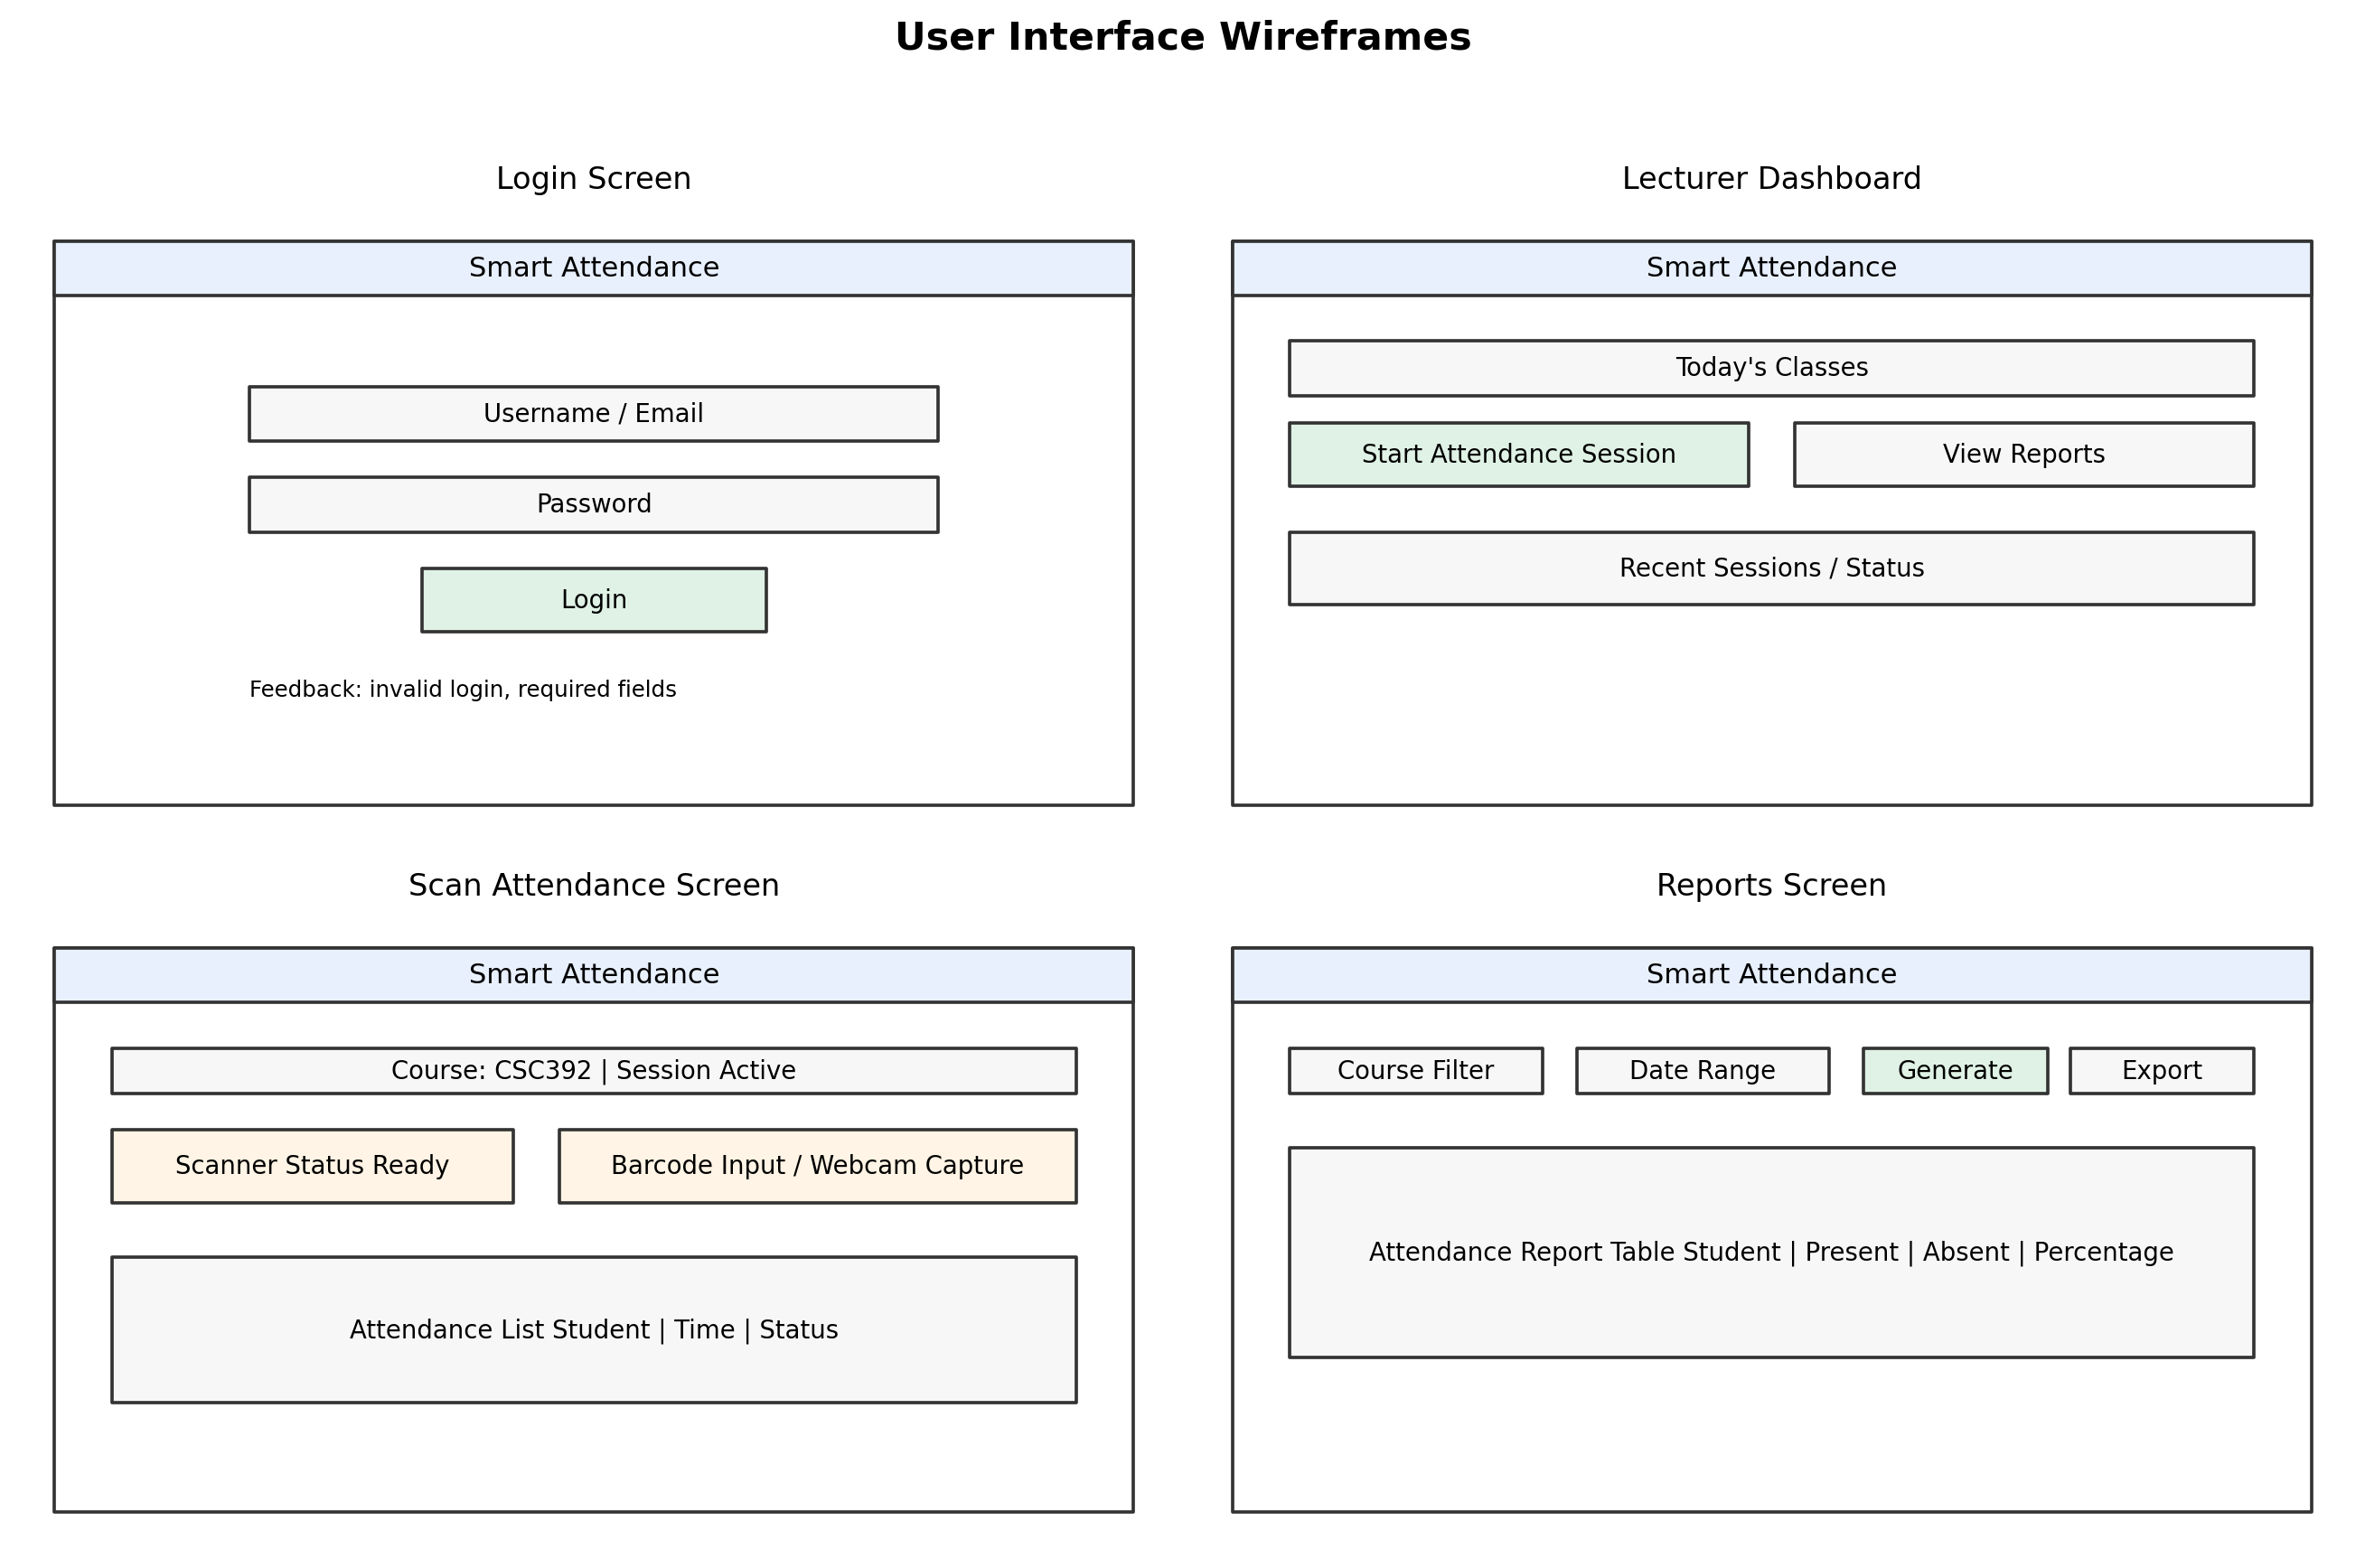 User Interface Wireframes
Login Screen
Smart Attendance
Username / Email
Password
Login
Feedback: invalid login, required fields
Lecturer Dashboard
Smart Attendance
Today's Classes
Start Attendance Session
View Reports
Recent Sessions / Status
Scan Attendance Screen
Smart Attendance
Course: CSC392 | Session Active
Scanner Status Ready
Barcode Input / Webcam Capture
Attendance List Student | Time | Status
Reports Screen
Smart Attendance
Course Filter
Date Range
Generate
Export
Attendance Report Table Student | Present | Absent | Percentage